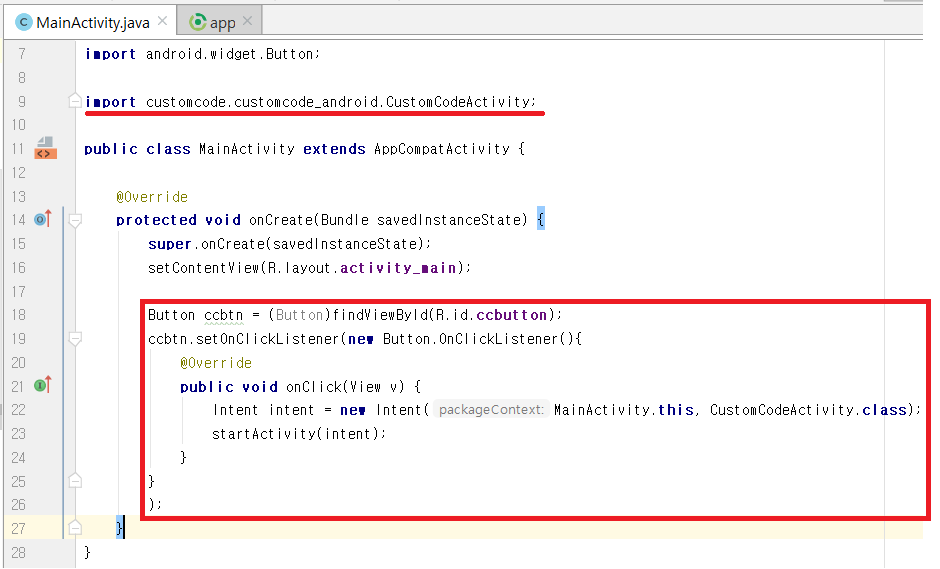 MainActivity.java
app
7 import android.widget.Button;
8
9 import customcode.customcode_android.CustomCodeActivity;
10
11 public class MainActivity extends AppCompatActivity {
12
13 @Override
14 protected void onCreate(Bundle savedInstanceState) {
15 super.onCreate(savedInstanceState);
16 setContentView(R.layout.activity_main);
17
18 Button ccbtn = (Button)findViewById(R.id.ccbutton);
19 ccbtn.setOnClickListener(new Button.OnClickListener(){
20 @Override
21 public void onClick(View v) {
22 Intent intent = new Intent( packageContext: MainActivity.this, CustomCodeActivity.class);
23 startActivity(intent);
24 }
25 }
26 );
27 }
28 }